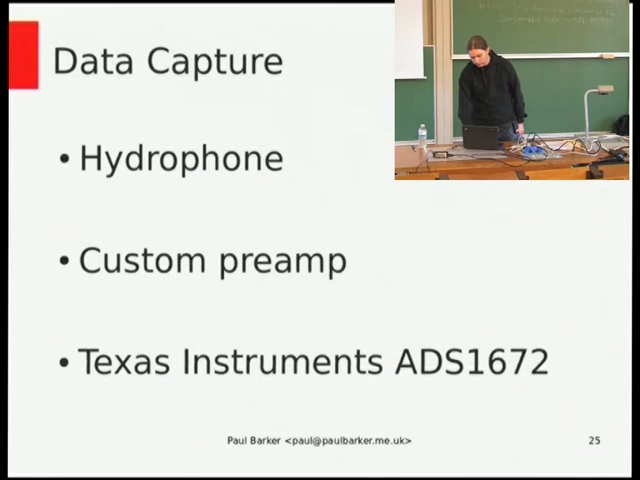 Data Capture
• Hydrophone
• Custom preamp
• Texas Instruments ADS1672
Paul Barker <paul@paulbarker.me.uk>
25